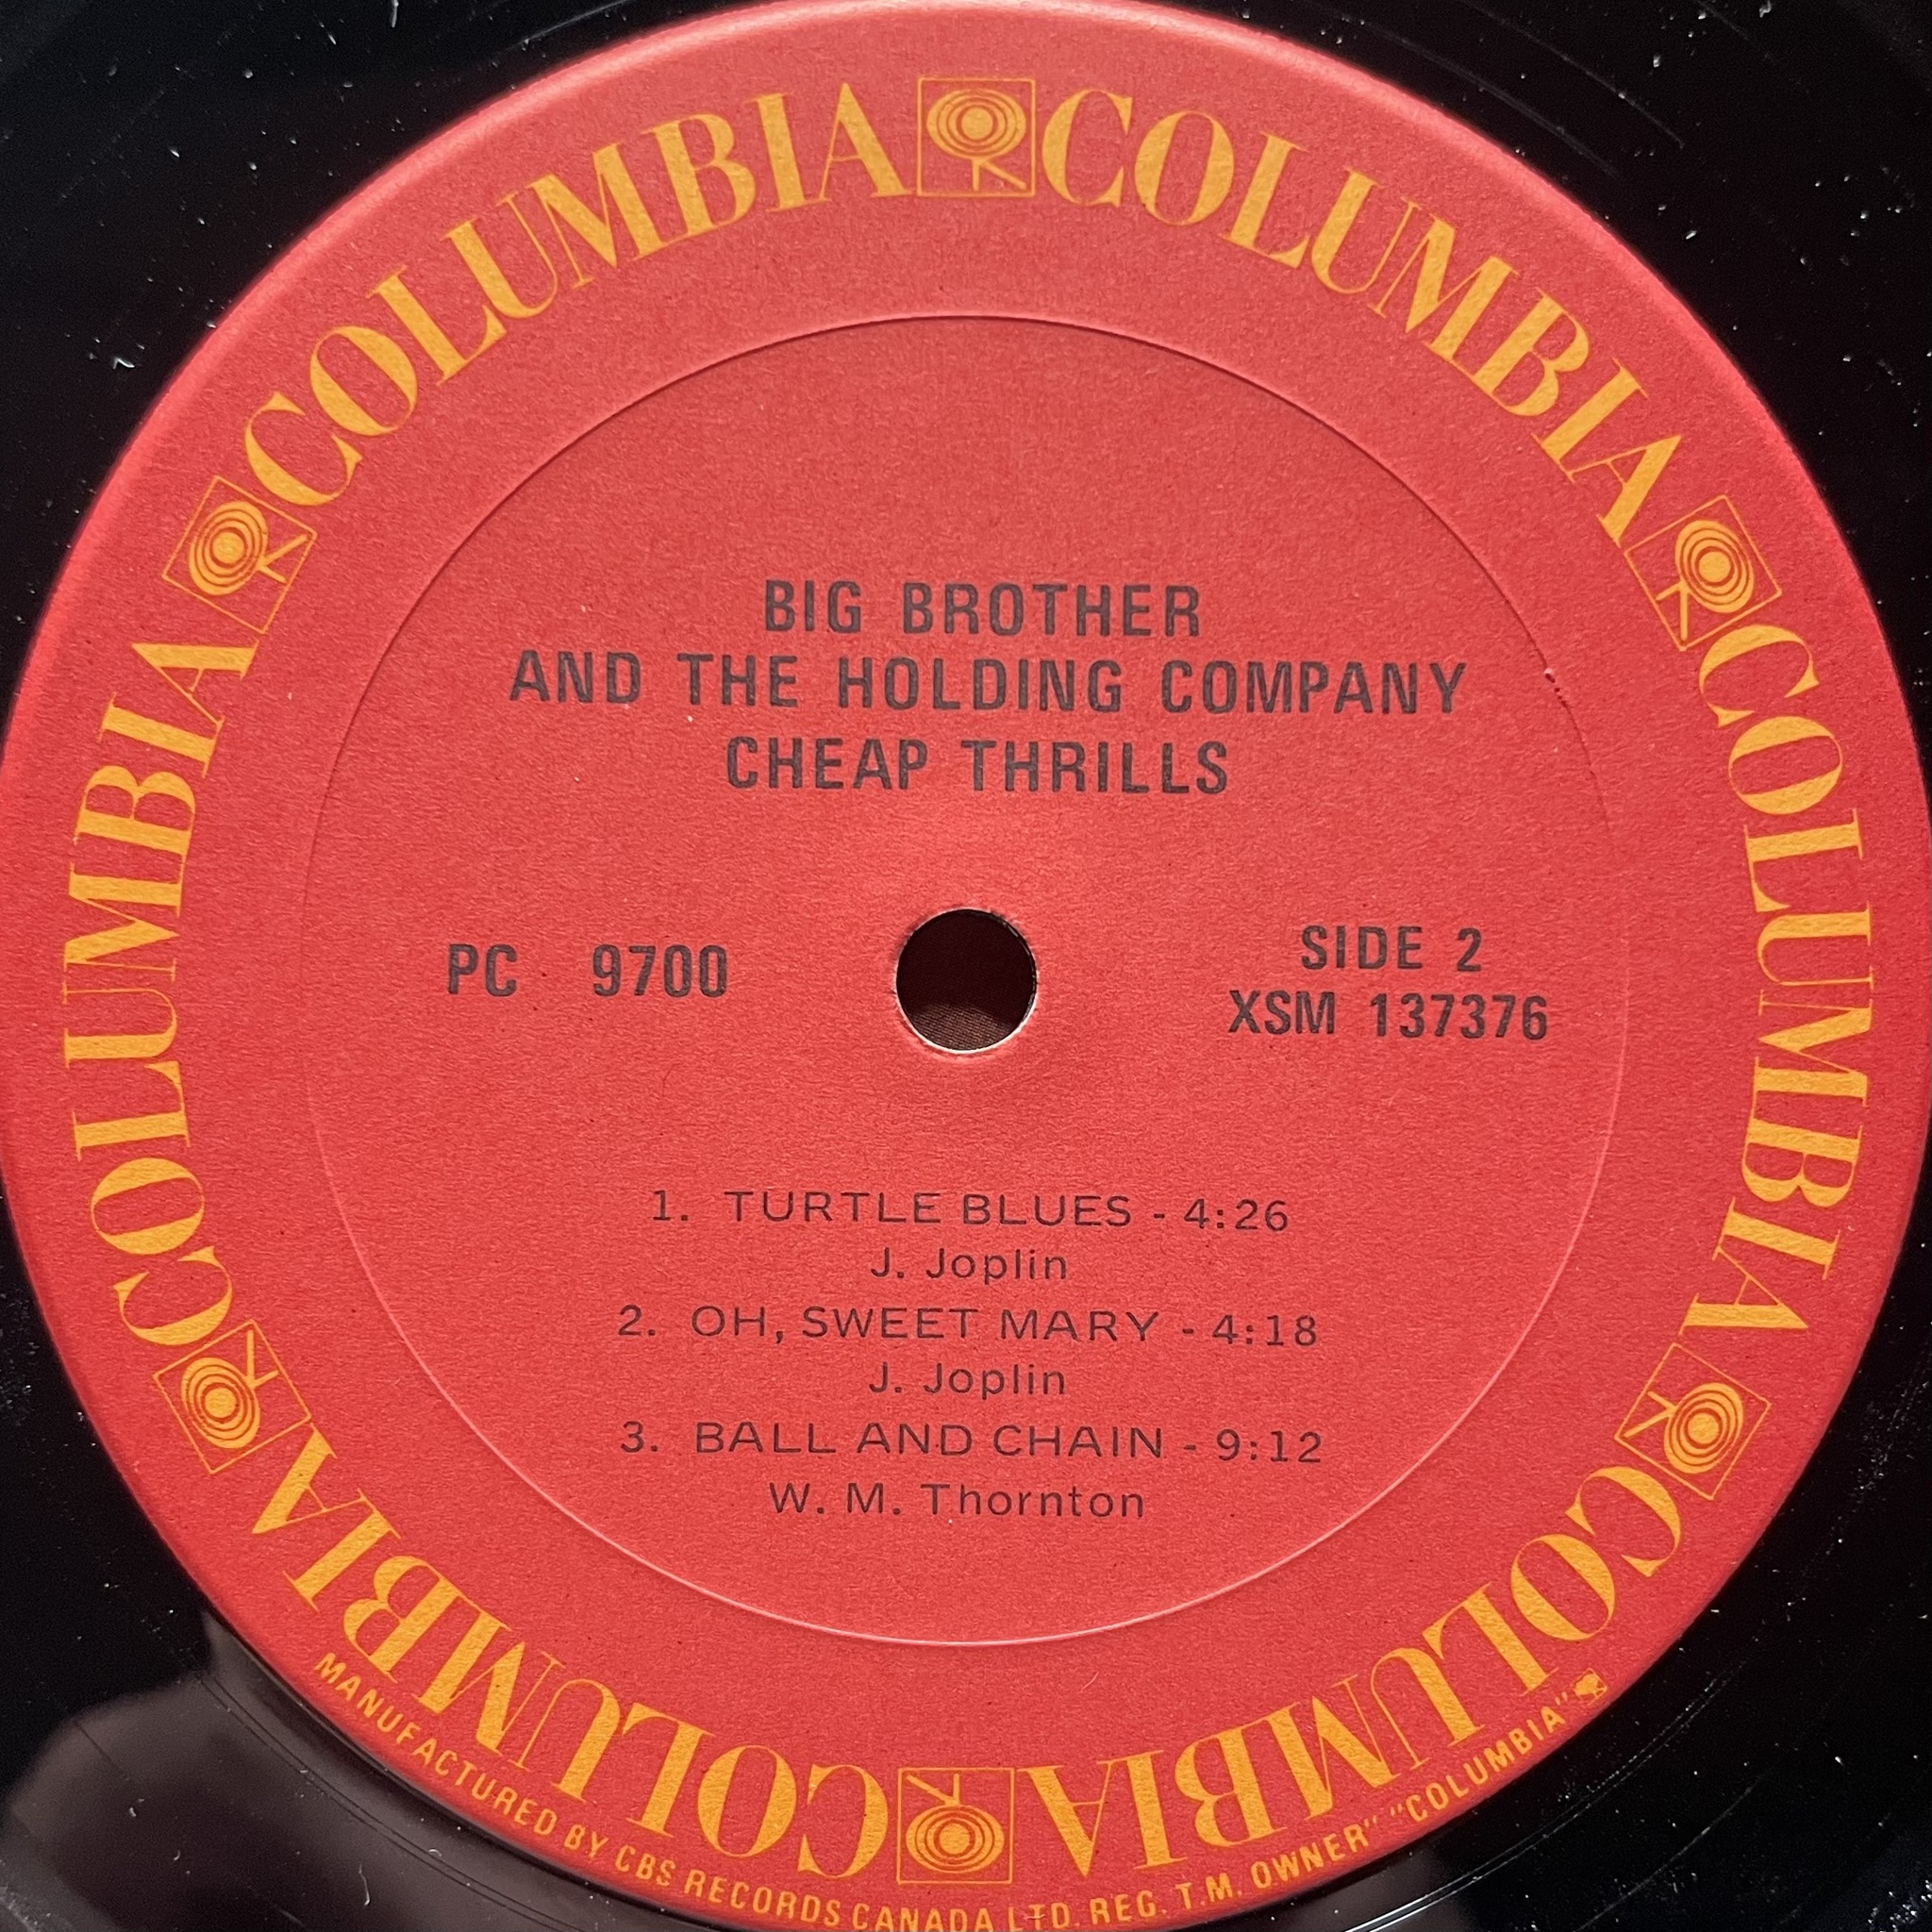 COLUMBIA COLUMBIA COLUMBIA COLUMBIA COLUMBIA COLUMBIA
BIG BROTHER
AND THE HOLDING COMPANY
CHEAP THRILLS
PC 9700
SIDE 2
XSM 137376
1. TURTLE BLUES - 4:26
J. Joplin
2. OH, SWEET MARY - 4:18
J. Joplin
3. BALL AND CHAIN - 9:12
W. M. Thornton
MANUFACTURED BY CBS RECORDS CANADA LTD. REG. T.M. OWNER" "COLUMBIA"